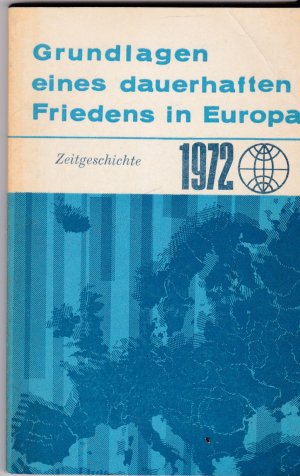 Grundlagen
eines dauerhaften
Friedens in Europa
Zeitgeschichte
1972